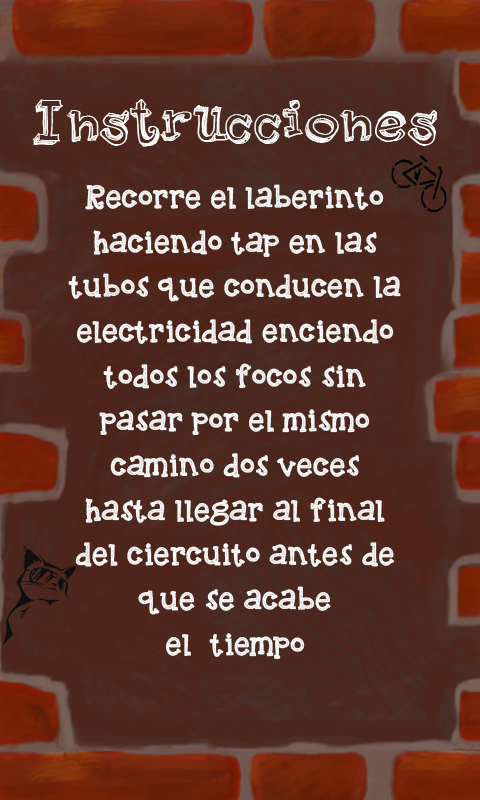 Instrucciones
Recorre el laberinto
haciendo tap en las
tubos que conducen la
electricidad enciendo
todos los focos sin
pasar por el mismo
camino dos veces
hasta llegar al final
del ciercuito antes de
que se acabe
el tiempo